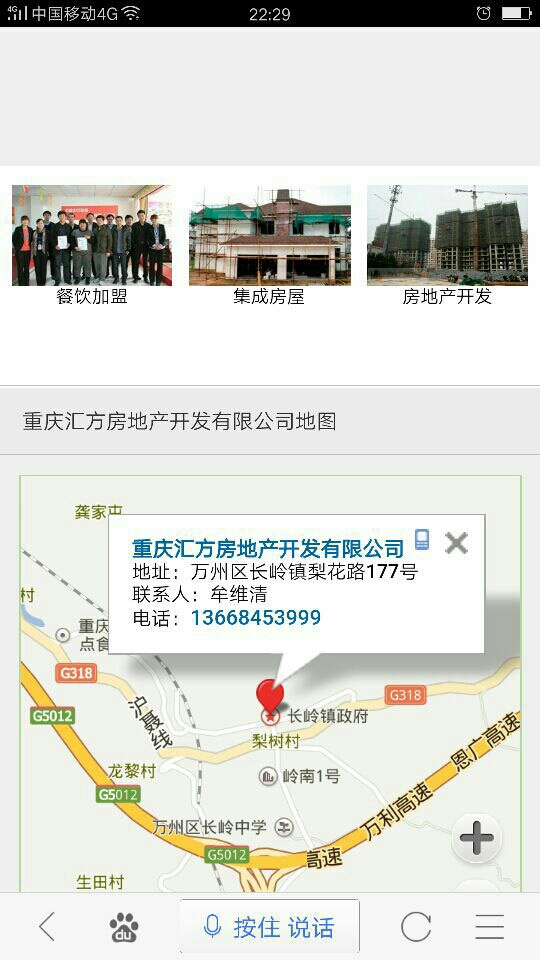 4G 中国移动4G 22:29
餐饮加盟 集成房屋 房地产开发
重庆汇方房地产开发有限公司地图
龚家屯
重庆汇方房地产开发有限公司
地址：万州区长岭镇梨花路177号
联系人：牟维清
电话：13668453999
村
重庆
点食
G318
G318
G5012
沪聂线
长岭镇政府
梨树村
恩广高速
龙黎村
岭南1号
G5012
万利高速
万州区长岭中学
G5012
高速
生田村
du
按住 说话